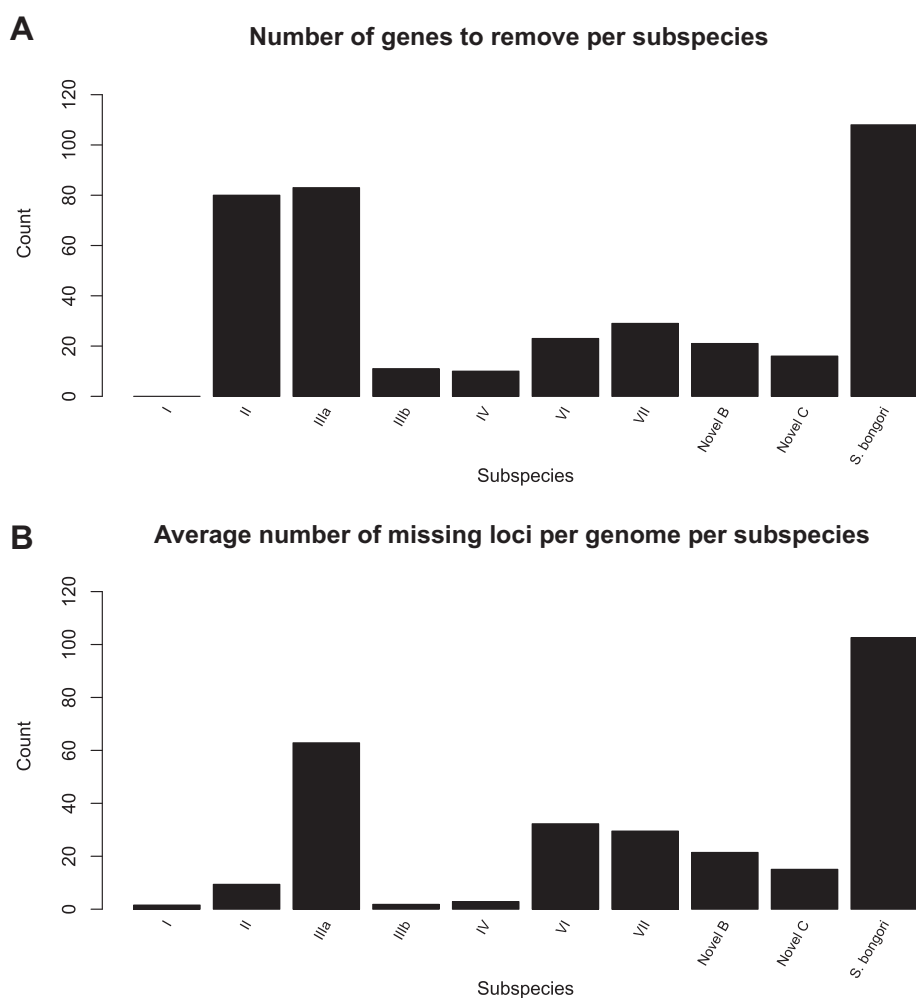 A
Number of genes to remove per subspecies
120
100
80
60
40
20
0
Count
I
II
IIIa
IIIb
IV
VI
VII
Novel B
Novel C
S. bongori
Subspecies
B
Average number of missing loci per genome per subspecies
120
100
80
60
40
20
0
Count
I
II
IIIa
IIIb
IV
VI
VII
Novel B
Novel C
S. bongori
Subspecies